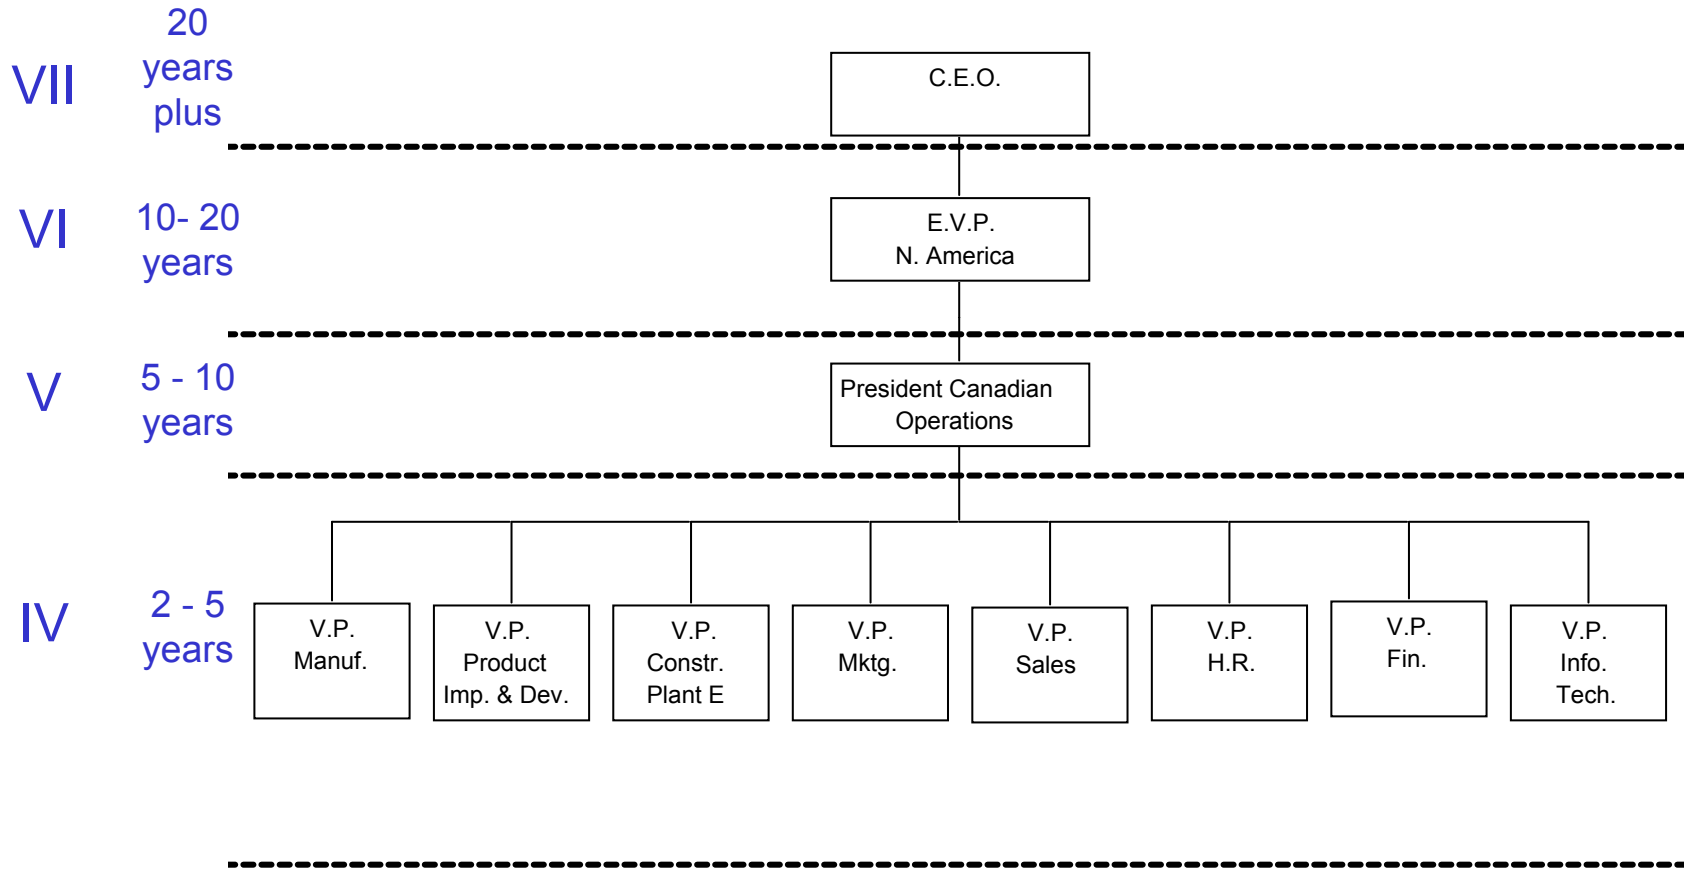 VII
20
years
plus
C.E.O.
VI
10- 20
years
E.V.P.
N. America
V
5 - 10
years
President Canadian
Operations
IV
2 - 5
years
V.P.
Manuf.
V.P.
Product
Imp. & Dev.
V.P.
Constr.
Plant E
V.P.
Mktg.
V.P.
Sales
V.P.
H.R.
V.P.
Fin.
V.P.
Info.
Tech.